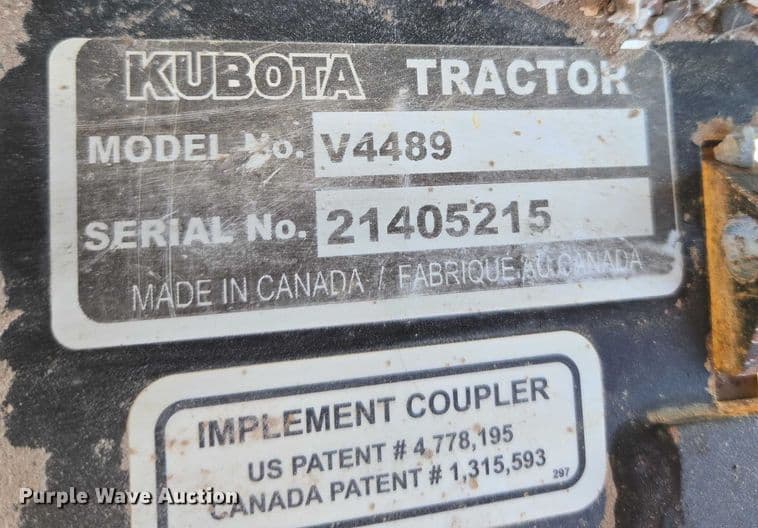 KUBOTA TRACTOR
MODEL No. V4489
SERIAL No. 21405215
MADE IN CANADA / FABRIQUÉ AU CANADA
IMPLEMENT COUPLER
US PATENT # 4,778,195
CANADA PATENT # 1,315,593
297
Purple Wave Auction